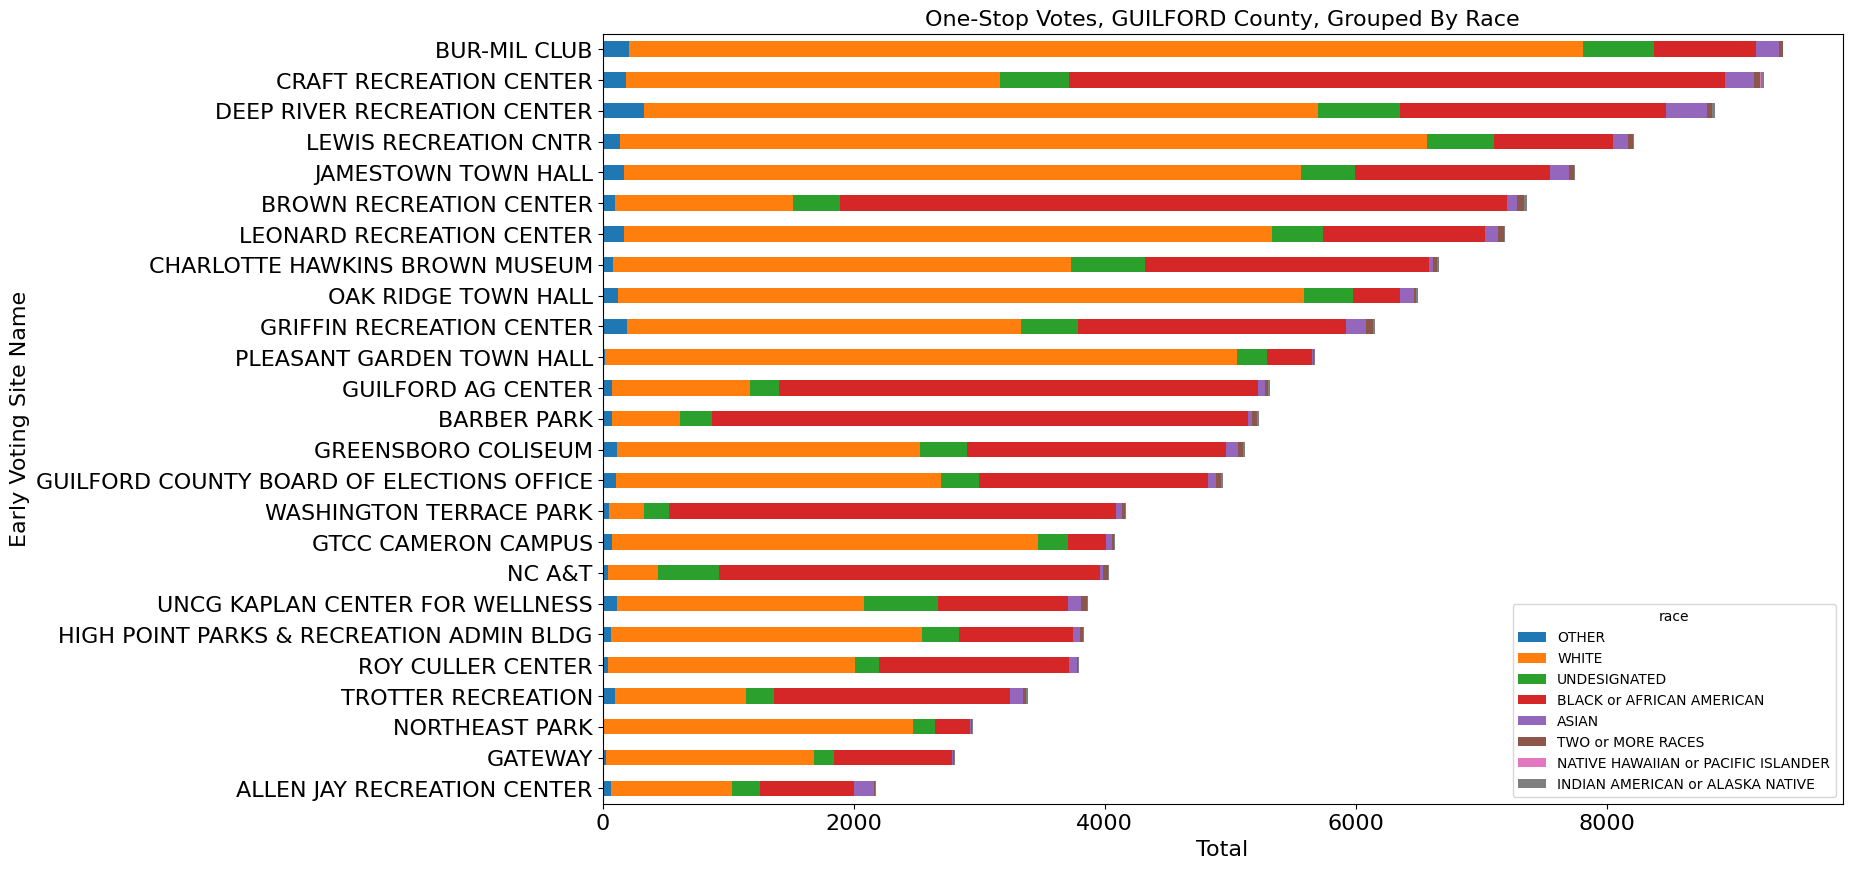 One-Stop Votes, GUILFORD County, Grouped By Race
Early Voting Site Name
BUR-MIL CLUB
CRAFT RECREATION CENTER
DEEP RIVER RECREATION CENTER
LEWIS RECREATION CNTR
JAMESTOWN TOWN HALL
BROWN RECREATION CENTER
LEONARD RECREATION CENTER
CHARLOTTE HAWKINS BROWN MUSEUM
OAK RIDGE TOWN HALL
GRIFFIN RECREATION CENTER
PLEASANT GARDEN TOWN HALL
GUILFORD AG CENTER
BARBER PARK
GREENSBORO COLISEUM
GUILFORD COUNTY BOARD OF ELECTIONS OFFICE
WASHINGTON TERRACE PARK
GTCC CAMERON CAMPUS
NC A&T
UNCG KAPLAN CENTER FOR WELLNESS
HIGH POINT PARKS & RECREATION ADMIN BLDG
ROY CULLER CENTER
TROTTER RECREATION
NORTHEAST PARK
GATEWAY
ALLEN JAY RECREATION CENTER
race
OTHER
WHITE
UNDESIGNATED
BLACK or AFRICAN AMERICAN
ASIAN
TWO or MORE RACES
NATIVE HAWAIIAN or PACIFIC ISLANDER
INDIAN AMERICAN or ALASKA NATIVE
0 2000 4000 6000 8000
Total